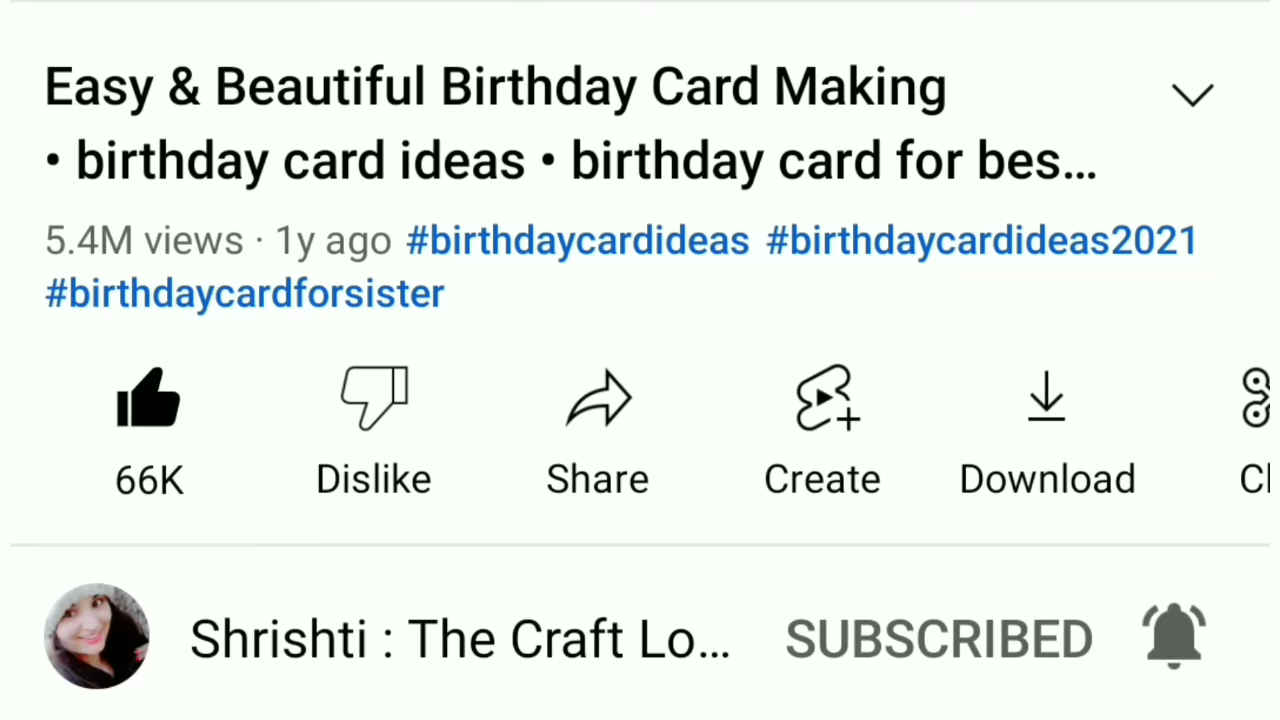 Easy & Beautiful Birthday Card Making
• birthday card ideas • birthday card for bes...
5.4M views · 1y ago #birthdaycardideas #birthdaycardideas2021
#birthdaycardforsister
66K Dislike Share Create Download Cl
Shrishti : The Craft Lo... SUBSCRIBED